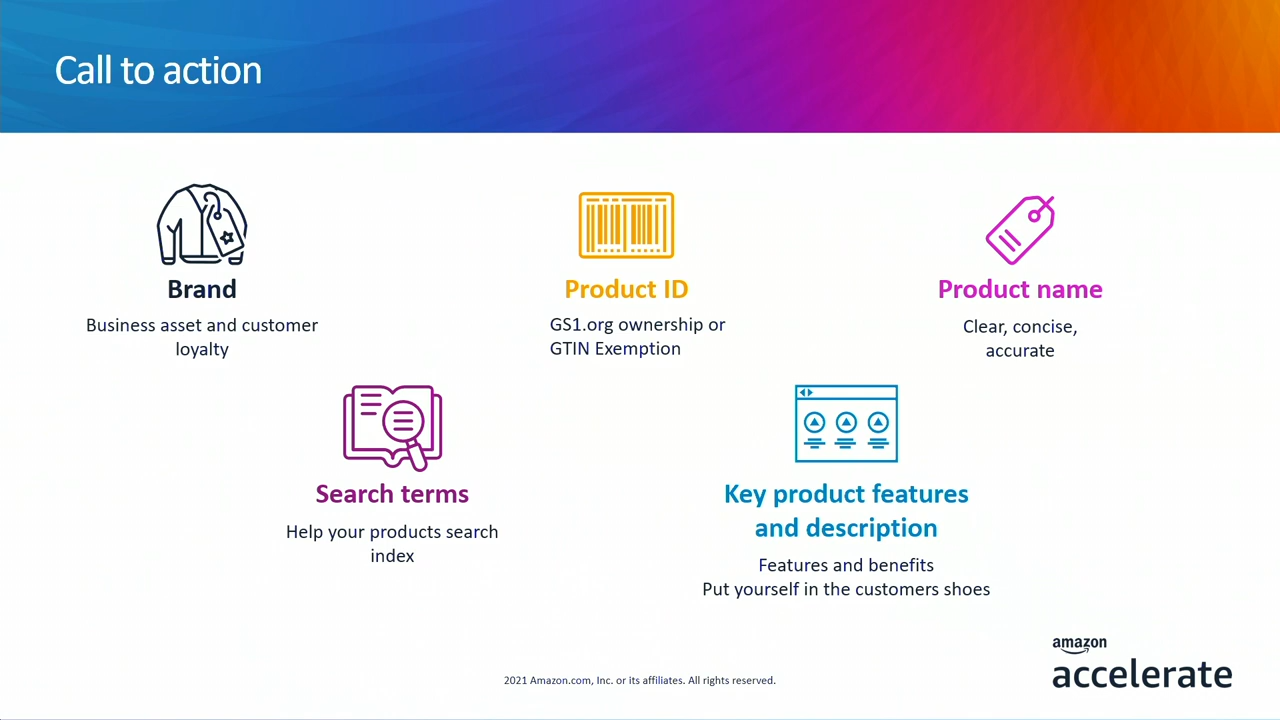 Call to action
Brand
Business asset and customer
loyalty
Product ID
GS1.org ownership or
GTIN Exemption
Product name
Clear, concise,
accurate
Search terms
Help your products search
index
Key product features
and description
Features and benefits
Put yourself in the customers shoes
2021 Amazon.com, Inc. or its affiliates. All rights reserved.
amazon
accelerate